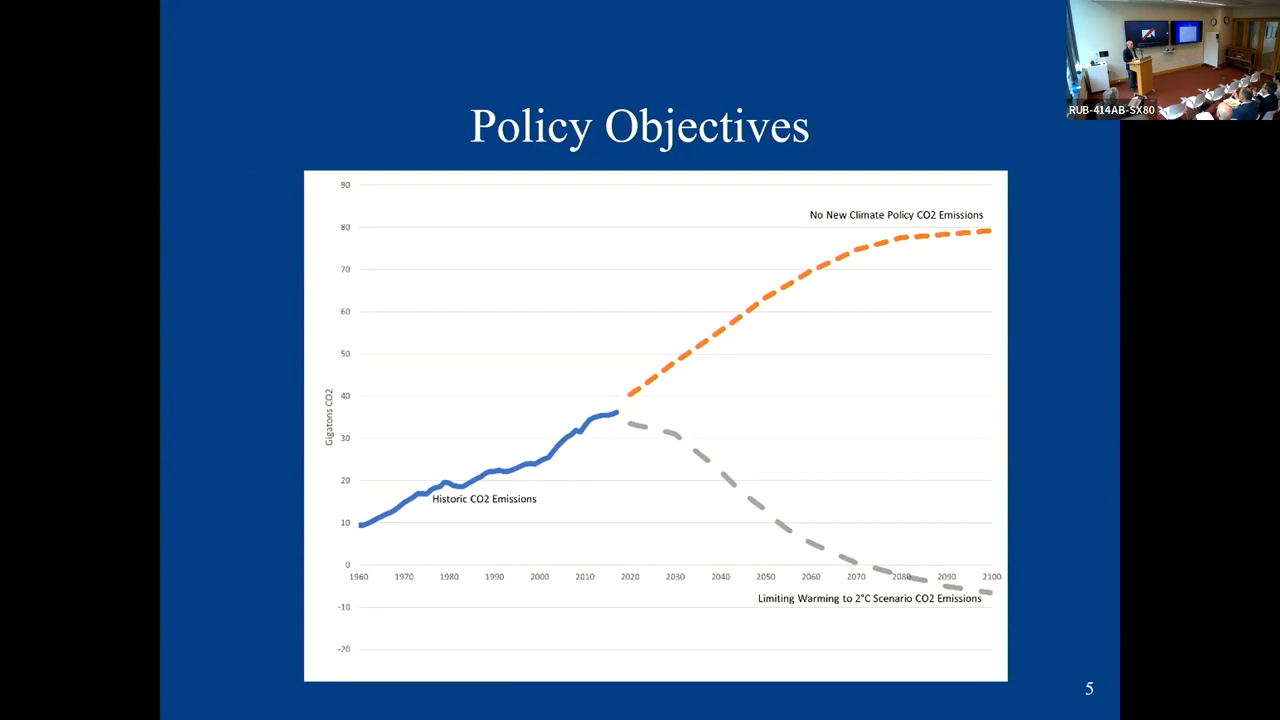 RUB-414AB-SX80
Policy Objectives
90
80
70
60
50
40
30
20
10
0
-10
-20
Gigatons CO2
No New Climate Policy CO2 Emissions
Historic CO2 Emissions
1960 1970 1980 1990 2000 2010 2020 2030 2040 2050 2060 2070 2080 2090 2100
Limiting Warming to 2°C Scenario CO2 Emissions
5